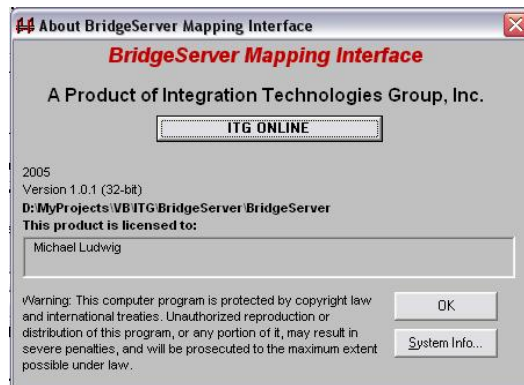 About BridgeServer Mapping Interface
BridgeServer Mapping Interface
A Product of Integration Technologies Group, Inc.
ITG ONLINE
2005
Version 1.0.1 (32-bit)
D:\MyProjects\VB\ITG\BridgeServer\BridgeServer
This product is licensed to:
Michael Ludwig
Warning: This computer program is protected by copyright law
and international treaties. Unauthorized reproduction or
distribution of this program, or any portion of it, may result in
severe penalties, and will be prosecuted to the maximum extent
possible under law.
OK
System Info...